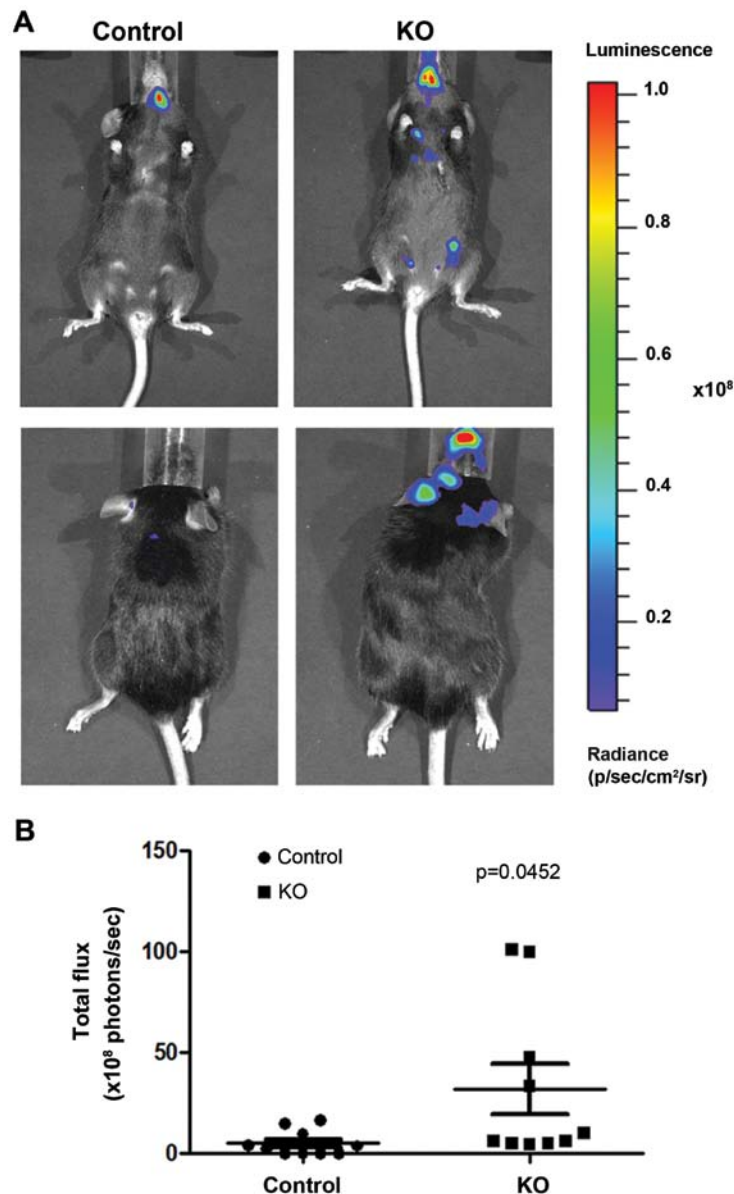 A
Control
KO
Luminescence
1.0
0.8
0.6
x10⁸
0.4
0.2
Radiance
(p/sec/cm²/sr)
B
Total flux
(x10⁸ photons/sec)
150
100
50
0
Control
KO
p=0.0452
Control
KO